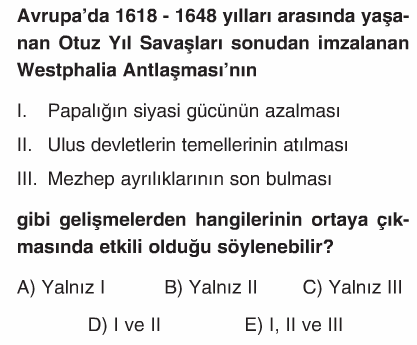 Avrupa'da 1618 - 1648 yılları arasında yaşa-
nan Otuz Yıl Savaşları sonudan imzalanan
Westphalia Antlaşması'nın
I. Papalığın siyasi gücünün azalması
II. Ulus devletlerin temellerinin atılması
III. Mezhep ayrılıklarının son bulması
gibi gelişmelerden hangilerinin ortaya çık-
masında etkili olduğu söylenebilir?
A) Yalnız I B) Yalnız II C) Yalnız III
D) I ve II E) I, II ve III